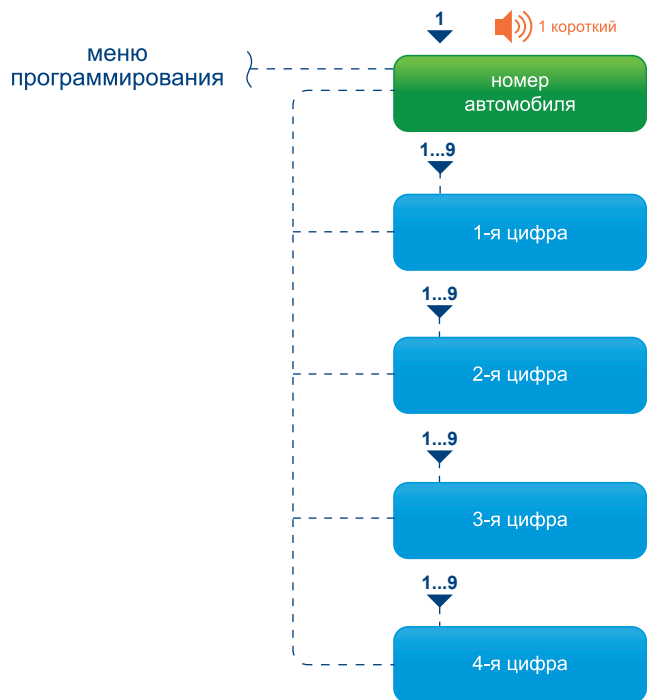 1
1 короткий
меню
программирования
номер
автомобиля
1...9
1-я цифра
1...9
2-я цифра
1...9
3-я цифра
1...9
4-я цифра